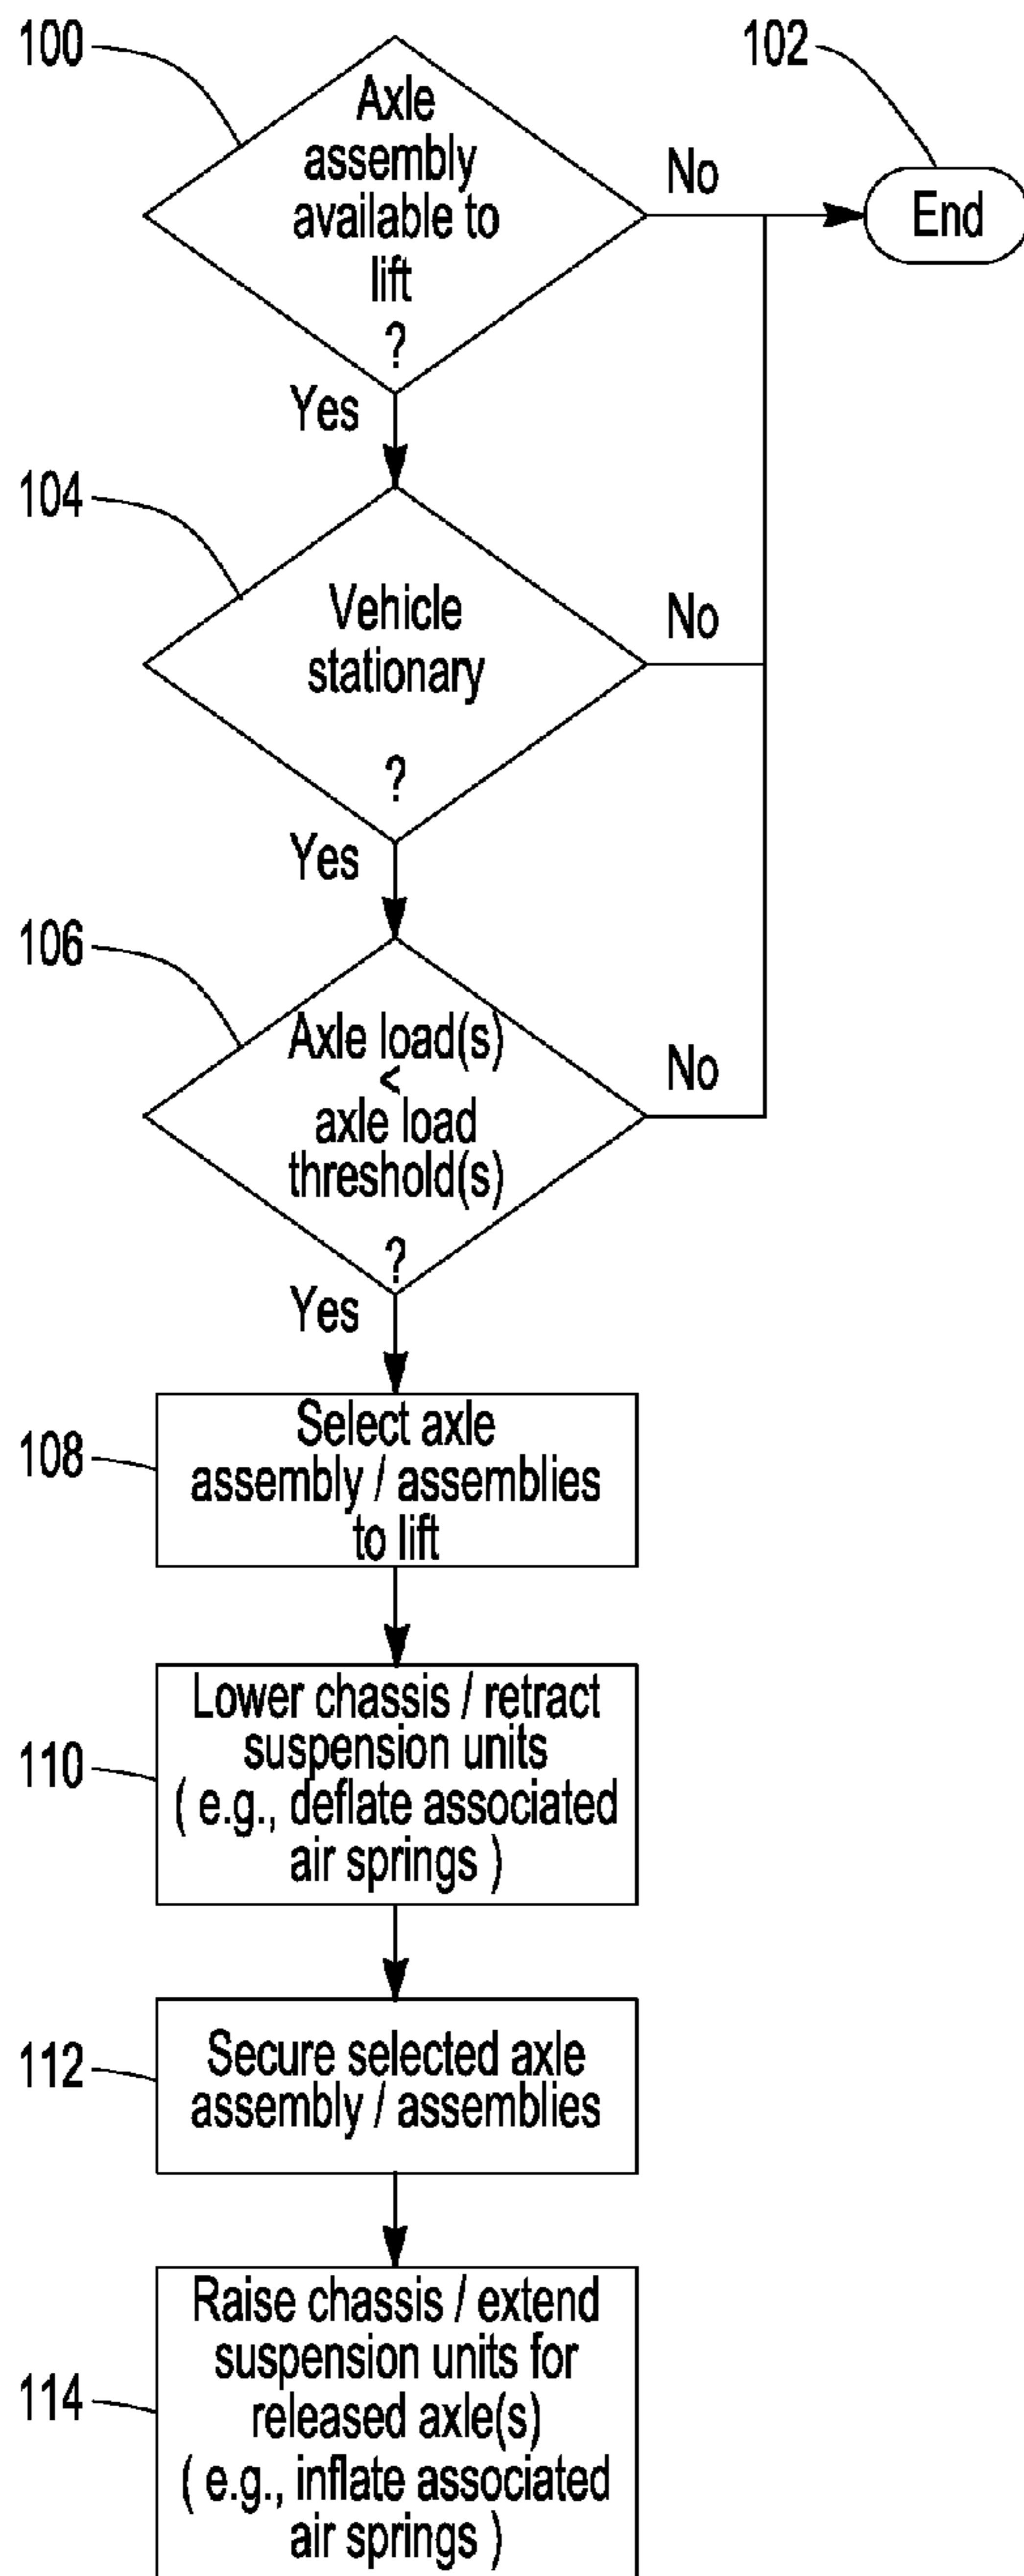 100
102
Axle
assembly
available to
lift
?
No
End
Yes
104
Vehicle
stationary
?
No
Yes
106
Axle load(s)
<
axle load
threshold(s)
?
No
Yes
108
Select axle
assembly / assemblies
to lift
110
Lower chassis / retract
suspension units
( e.g., deflate associated
air springs )
112
Secure selected axle
assembly / assemblies
114
Raise chassis / extend
suspension units for
released axle(s)
( e.g., inflate associated
air springs )